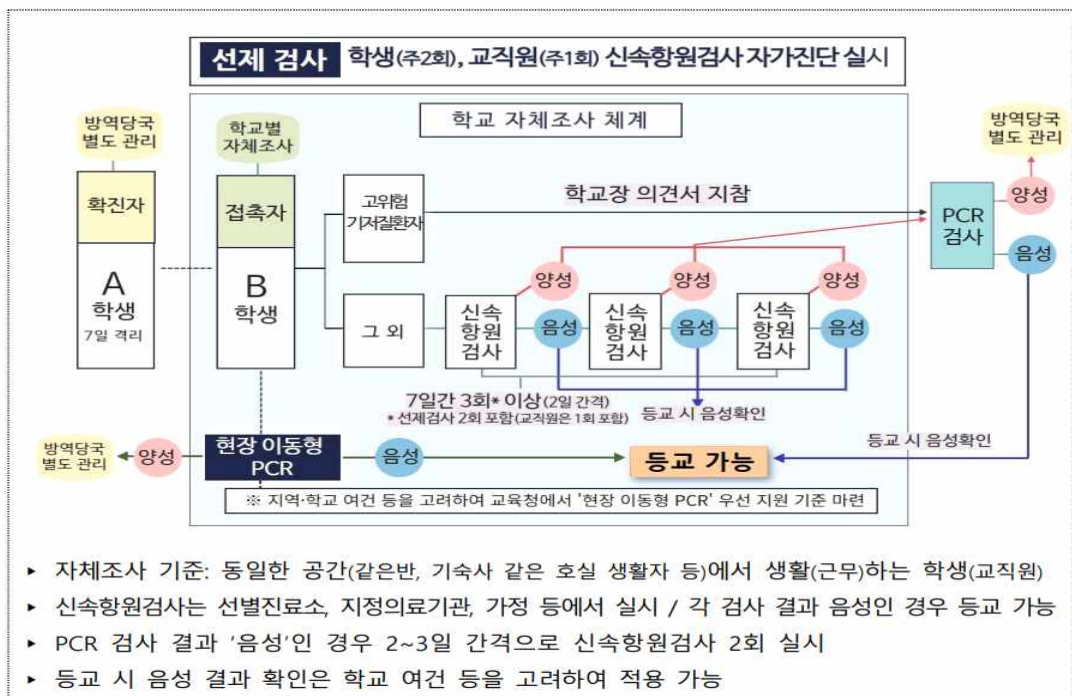 선제 검사 학생(주2회), 교직원(주1회) 신속항원검사 자가진단 실시
학교 자체조사 체계
방역당국
별도 관리
확진자
A
학생
7일 격리
학교별
자체조사
접촉자
B
학생
고위험
기저질환자
그 외
학교장 의견서 지참
PCR
검사
방역당국
별도 관리
양성
음성
신속
항원
검사
양성
음성
신속
항원
검사
양성
음성
신속
항원
검사
양성
음성
7일간 3회* 이상(2일 간격)
* 선제검사 2회 포함(교직원은 1회 포함)
등교 시 음성확인
등교 시 음성확인
방역당국
별도 관리
양성
현장 이동형
PCR
음성
등교 가능
※ 지역·학교 여건 등을 고려하여 교육청에서 '현장 이동형 PCR' 우선 지원 기준 마련
▸ 자체조사 기준: 동일한 공간(같은반, 기숙사 같은 호실 생활자 등)에서 생활(근무)하는 학생(교직원)
▸ 신속항원검사는 선별진료소, 지정의료기관, 가정 등에서 실시 / 각 검사 결과 음성인 경우 등교 가능
▸ PCR 검사 결과 '음성'인 경우 2~3일 간격으로 신속항원검사 2회 실시
▸ 등교 시 음성 결과 확인은 학교 여건 등을 고려하여 적용 가능